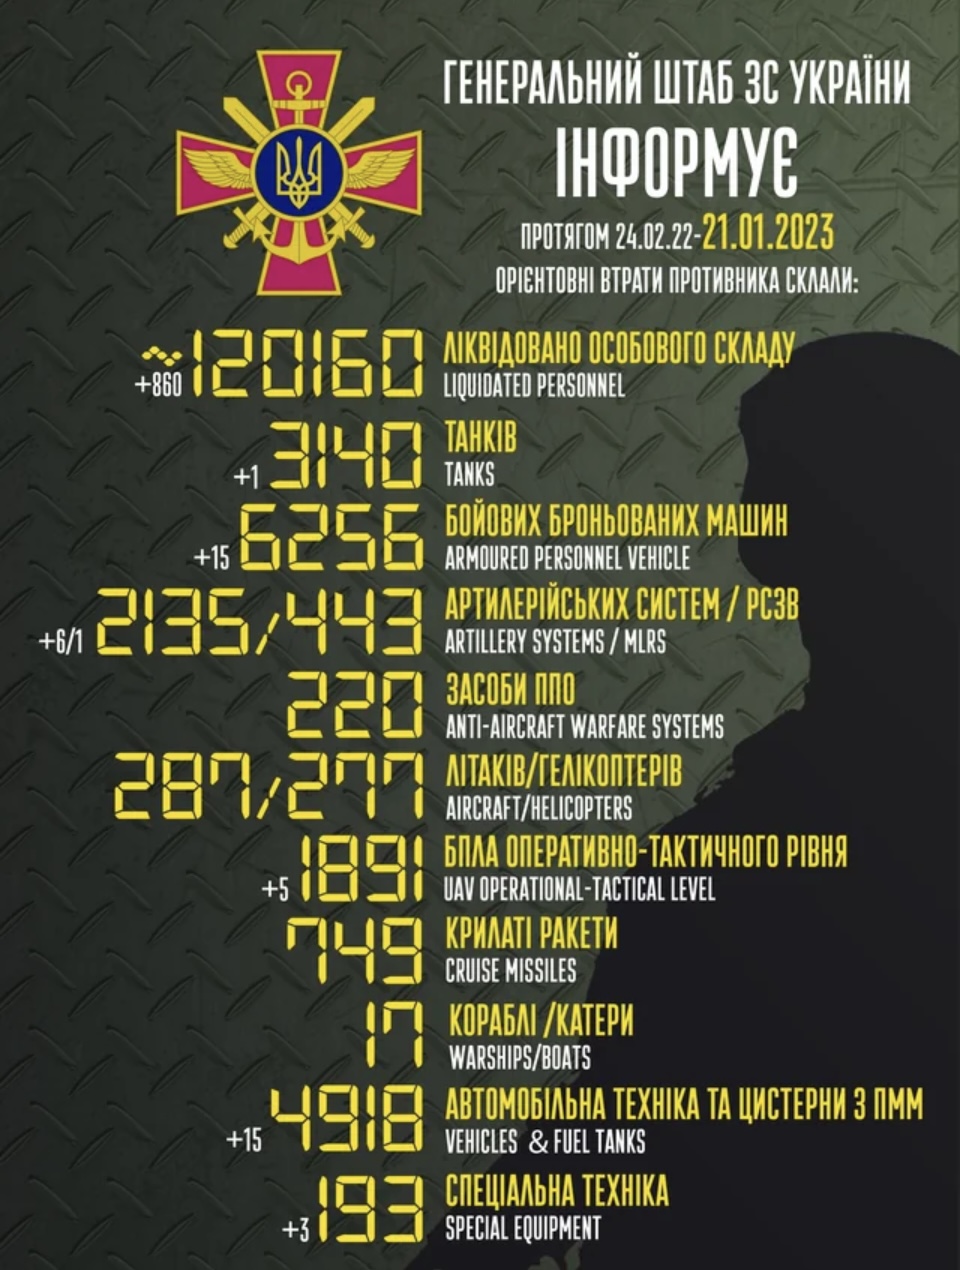 ГЕНЕРАЛЬНИЙ ШТАБ ЗС УКРАЇНИ
ІНФОРМУЄ
ПРОТЯГОМ 24.02.22-21.01.2023
ОРІЄНТОВНІ ВТРАТИ ПРОТИВНИКА СКЛАЛИ:
≈120160 ЛІКВІДОВАНО ОСОБОВОГО СКЛАДУ
+860 LIQUIDATED PERSONNEL
3140 ТАНКІВ
+1 TANKS
6256 БОЙОВИХ БРОНЬОВАНИХ МАШИН
+15 ARMOURED PERSONNEL VEHICLE
2135/443 АРТИЛЕРІЙСЬКИХ СИСТЕМ / РСЗВ
+6/1 ARTILLERY SYSTEMS / MLRS
220 ЗАСОБИ ППО
ANTI-AIRCRAFT WARFARE SYSTEMS
287/277 ЛІТАКІВ/ГЕЛІКОПТЕРІВ
AIRCRAFT/HELICOPTERS
1891 БПЛА ОПЕРАТИВНО-ТАКТИЧНОГО РІВНЯ
+5 UAV OPERATIONAL-TACTICAL LEVEL
749 КРИЛАТІ РАКЕТИ
CRUISE MISSILES
17 КОРАБЛІ /КАТЕРИ
WARSHIPS/BOATS
4918 АВТОМОБІЛЬНА ТЕХНІКА ТА ЦИСТЕРНИ З ПММ
+15 VEHICLES & FUEL TANKS
193 СПЕЦІАЛЬНА ТЕХНІКА
+3 SPECIAL EQUIPMENT